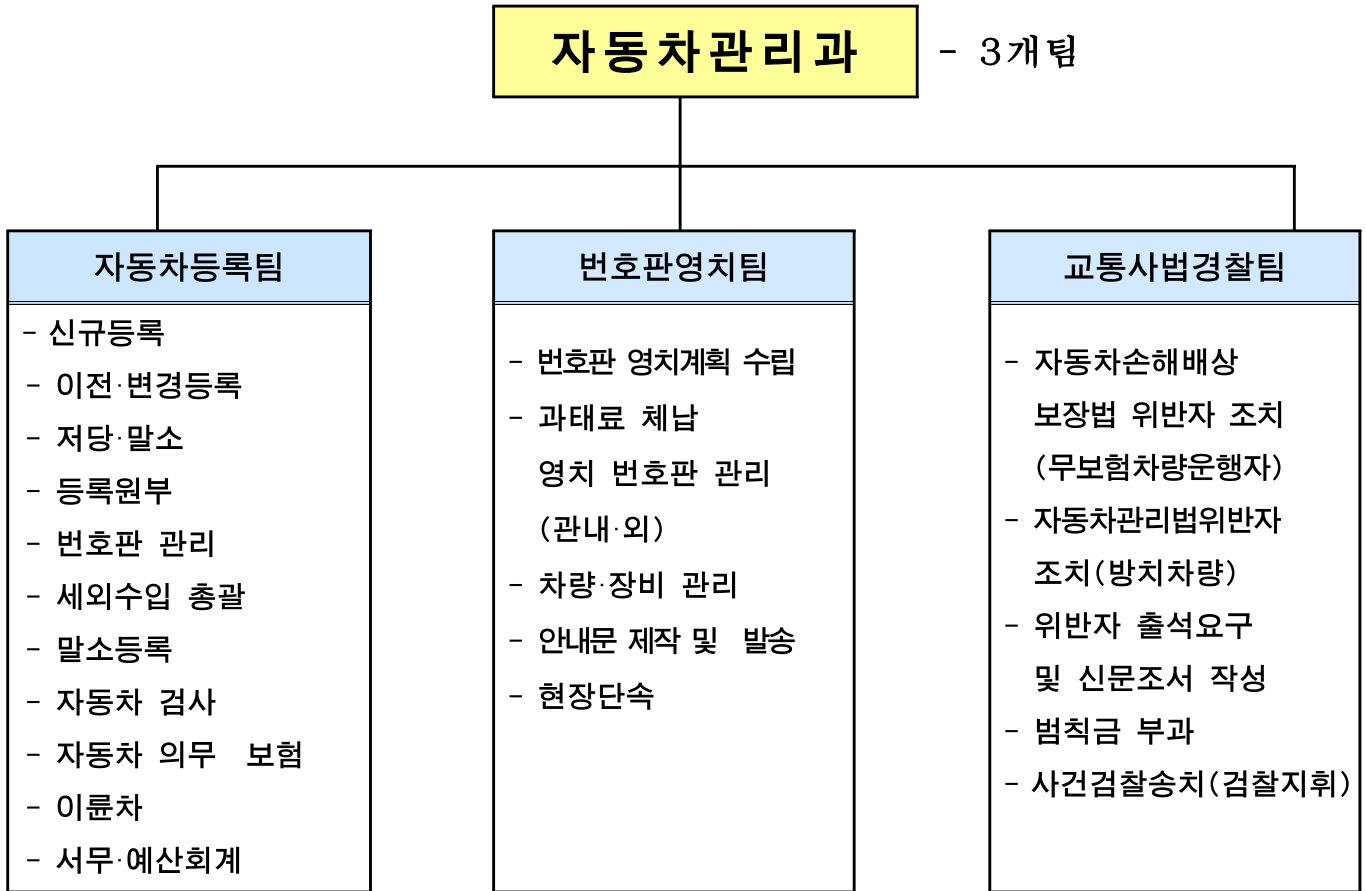 자동차관리과 - 3개팀
자동차등록팀
- 신규등록
- 이전·변경등록
- 저당·말소
- 등록원부
- 번호판 관리
- 세외수입 총괄
- 말소등록
- 자동차 검사
- 자동차 의무 보험
- 이륜차
- 서무·예산회계
번호판영치팀
- 번호판 영치계획 수립
- 과태료 체납
영치 번호판 관리
(관내·외)
- 차량·장비 관리
- 안내문 제작 및 발송
- 현장단속
교통사법경찰팀
- 자동차손해배상
보장법 위반자 조치
(무보험차량운행자)
- 자동차관리법위반자
조치(방치차량)
- 위반자 출석요구
및 신문조서 작성
- 범칙금 부과
- 사건검찰송치(검찰지휘)